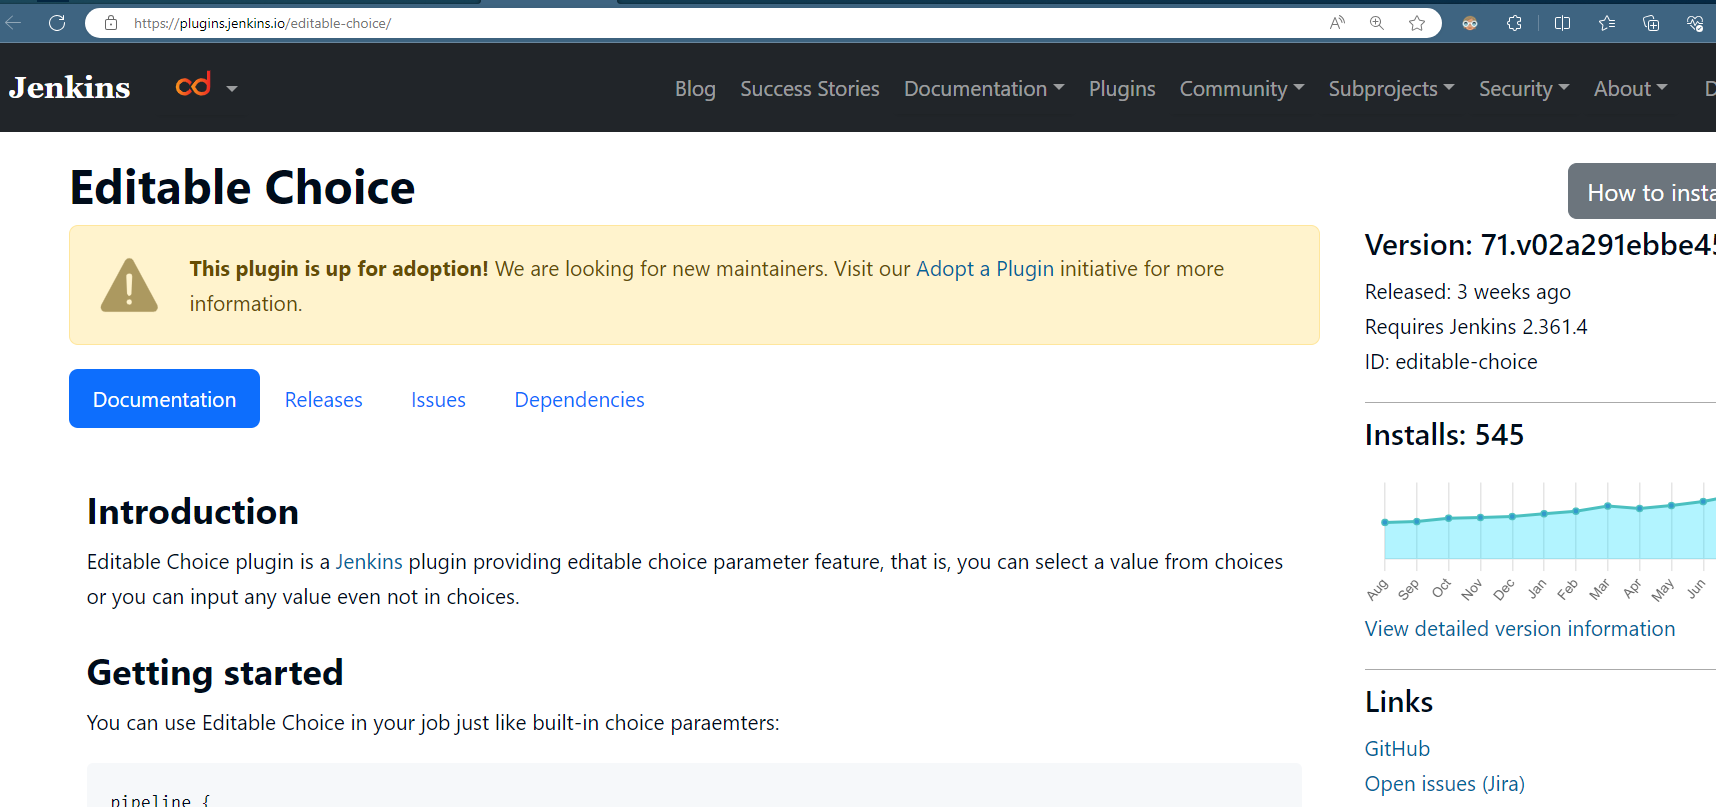 https://plugins.jenkins.io/editable-choice/
Jenkins
cd
Blog Success Stories Documentation Plugins Community Subprojects Security About D
Editable Choice
This plugin is up for adoption! We are looking for new maintainers. Visit our Adopt a Plugin initiative for more
information.
Documentation Releases Issues Dependencies
Introduction
Editable Choice plugin is a Jenkins plugin providing editable choice parameter feature, that is, you can select a value from choices
or you can input any value even not in choices.
Getting started
You can use Editable Choice in your job just like built-in choice paraemters:
pipeline {
How to insta
Version: 71.v02a291ebbe45
Released: 3 weeks ago
Requires Jenkins 2.361.4
ID: editable-choice
Installs: 545
Aug Sep Oct Nov Dec Jan Feb Mar Apr May Jun
View detailed version information
Links
GitHub
Open issues (Jira)